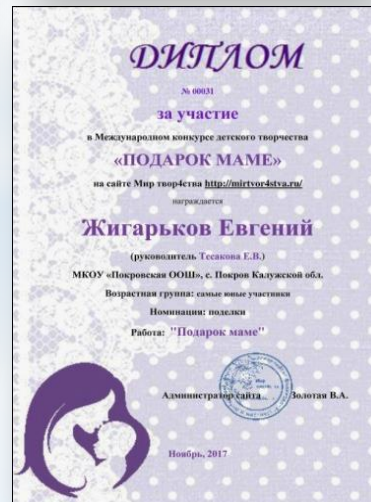 ДИПЛОМ
№ 00031
за участие
в Международном конкурсе детского творчества
«ПОДАРОК МАМЕ»
на сайте Мир твор4ства http://mirtvor4stva.ru/
награждается
Жигарьков Евгений
(руководитель Тесакова Е.В.)
МКОУ «Покровская ООШ», с. Покров Калужской обл.
Возрастная группа: самые юные участники
Номинация: поделки
Работа: "Подарок маме"
Администратор сайта Золотая В.А.
Ноябрь, 2017